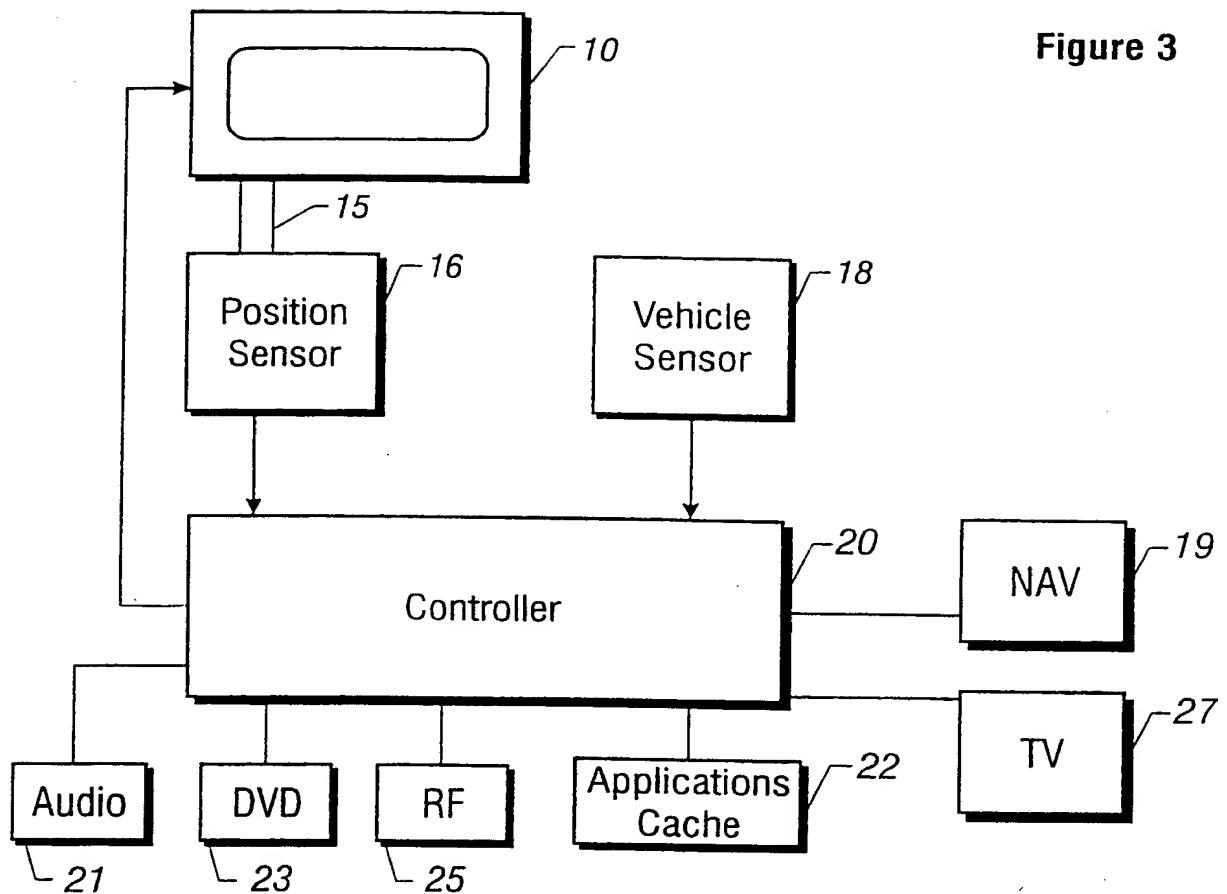 Figure 3
10
15
16
Position
Sensor
18
Vehicle
Sensor
20
Controller
19
NAV
27
TV
Audio
21
DVD
23
RF
25
Applications
Cache
22